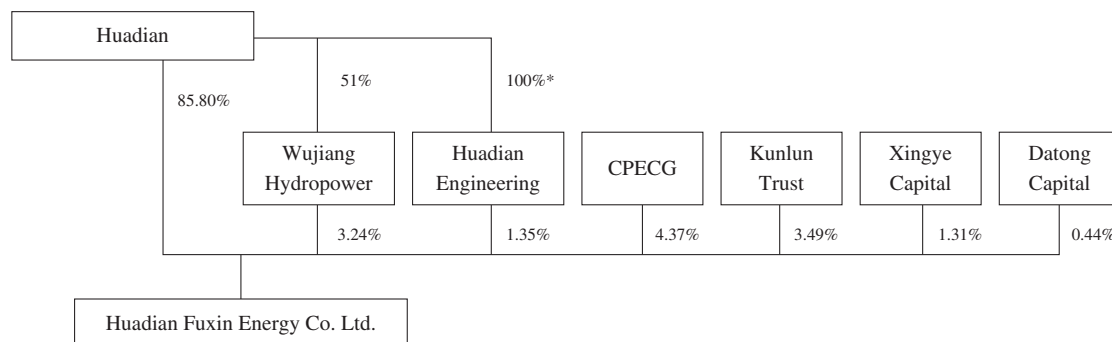 Huadian
85.80%
51%
100%*
Wujiang
Hydropower
Huadian
Engineering
CPECG
Kunlun
Trust
Xingye
Capital
Datong
Capital
3.24%
1.35%
4.37%
3.49%
1.31%
0.44%
Huadian Fuxin Energy Co. Ltd.